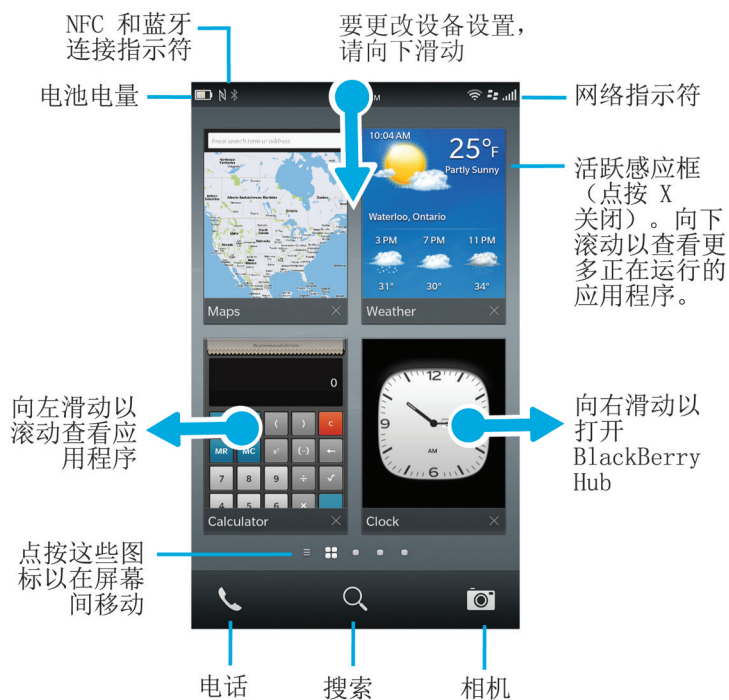 NFC 和蓝牙
连接指示符
要更改设备设置，
请向下滑动
电池电量
网络指示符
M
Enter search term or address.
10:04 AM
25°F
Partly Sunny
Waterloo, Ontario
3 PM 7 PM 11 PM
31° 30° 34°
Maps
Weather
活跃感应框
（点按 X
关闭）。向下
滚动以查看更
多正在运行的
应用程序。
0
( ) c
MR MC x² (−) ←
7 8 9 ÷ √
4 5 6 ×
Calculator
12
9
6
AM
Clock
向左滑动以
滚动查看应
用程序
向右滑动以
打开
BlackBerry
Hub
点按这些图
标以在屏幕
间移动
电话
搜索
相机